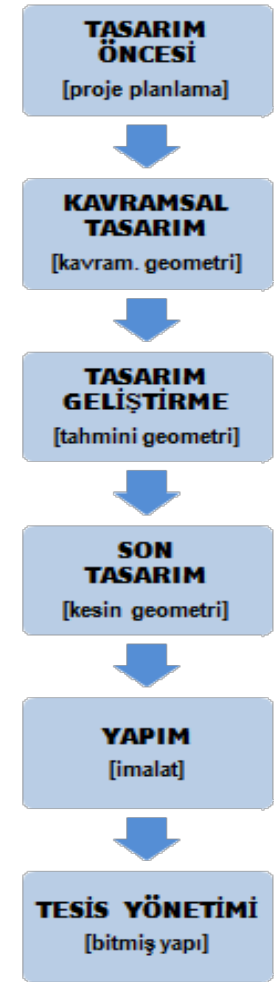 TASARIM
ÖNCESİ
[proje planlama]
KAVRAMSAL
TASARIM
[kavram. geometri]
TASARIM
GELİŞTİRME
[tahmini geometri]
SON
TASARIM
[kesin geometri]
YAPIM
[imalat]
TESİS YÖNETİMİ
[bitmiş yapı]